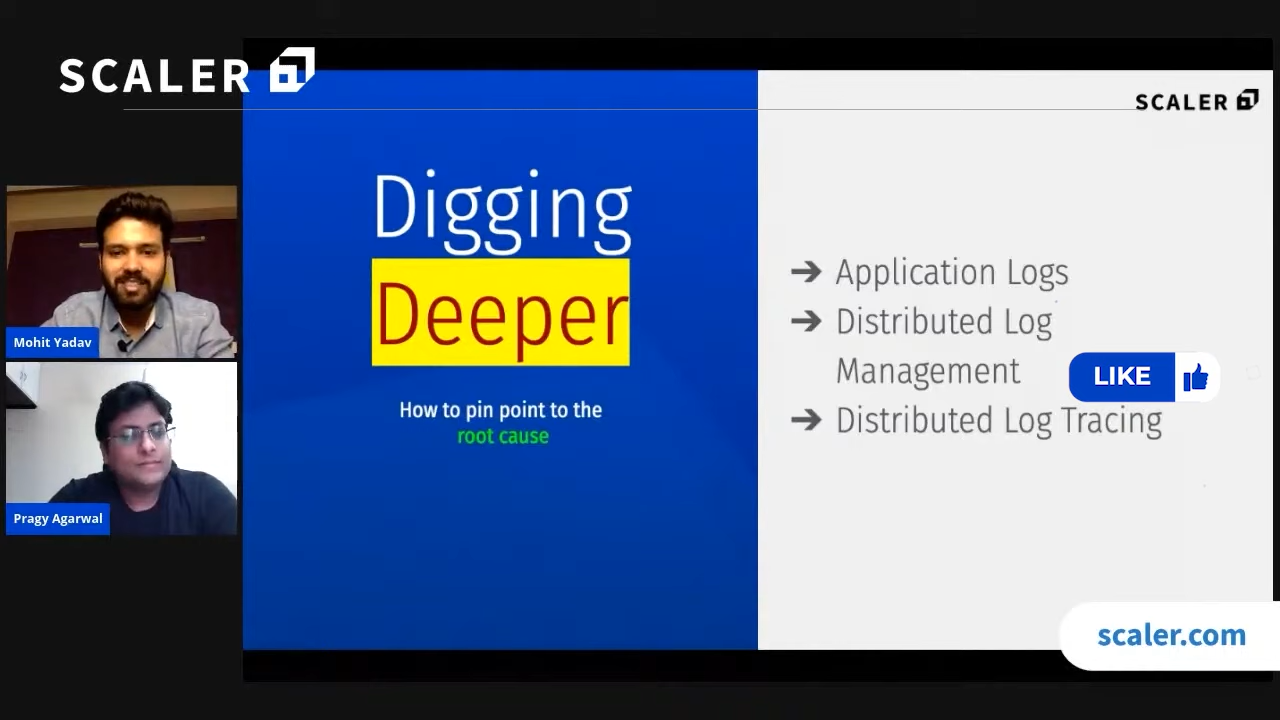 SCALER
SCALER
Digging
Deeper
How to pin point to the
root cause
➔ Application Logs
➔ Distributed Log
Management
➔ Distributed Log Tracing
LIKE
Mohit Yadav
Pragy Agarwal
scaler.com